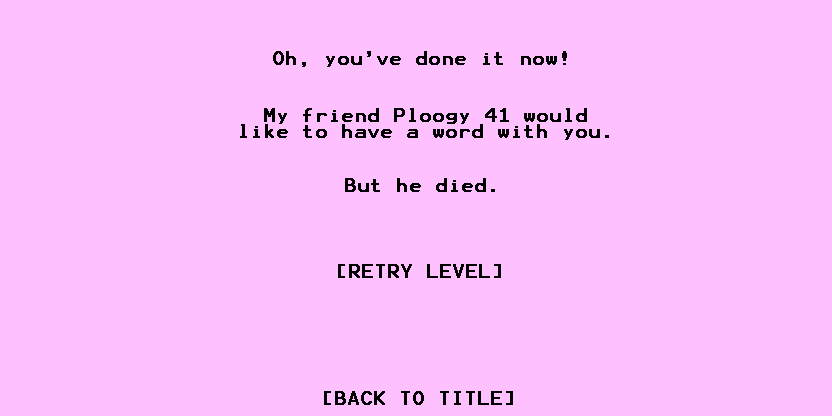 Oh, you've done it now!
My friend Ploogy 41 would
like to have a word with you.
But he died.
[RETRY LEVEL]
[BACK TO TITLE]